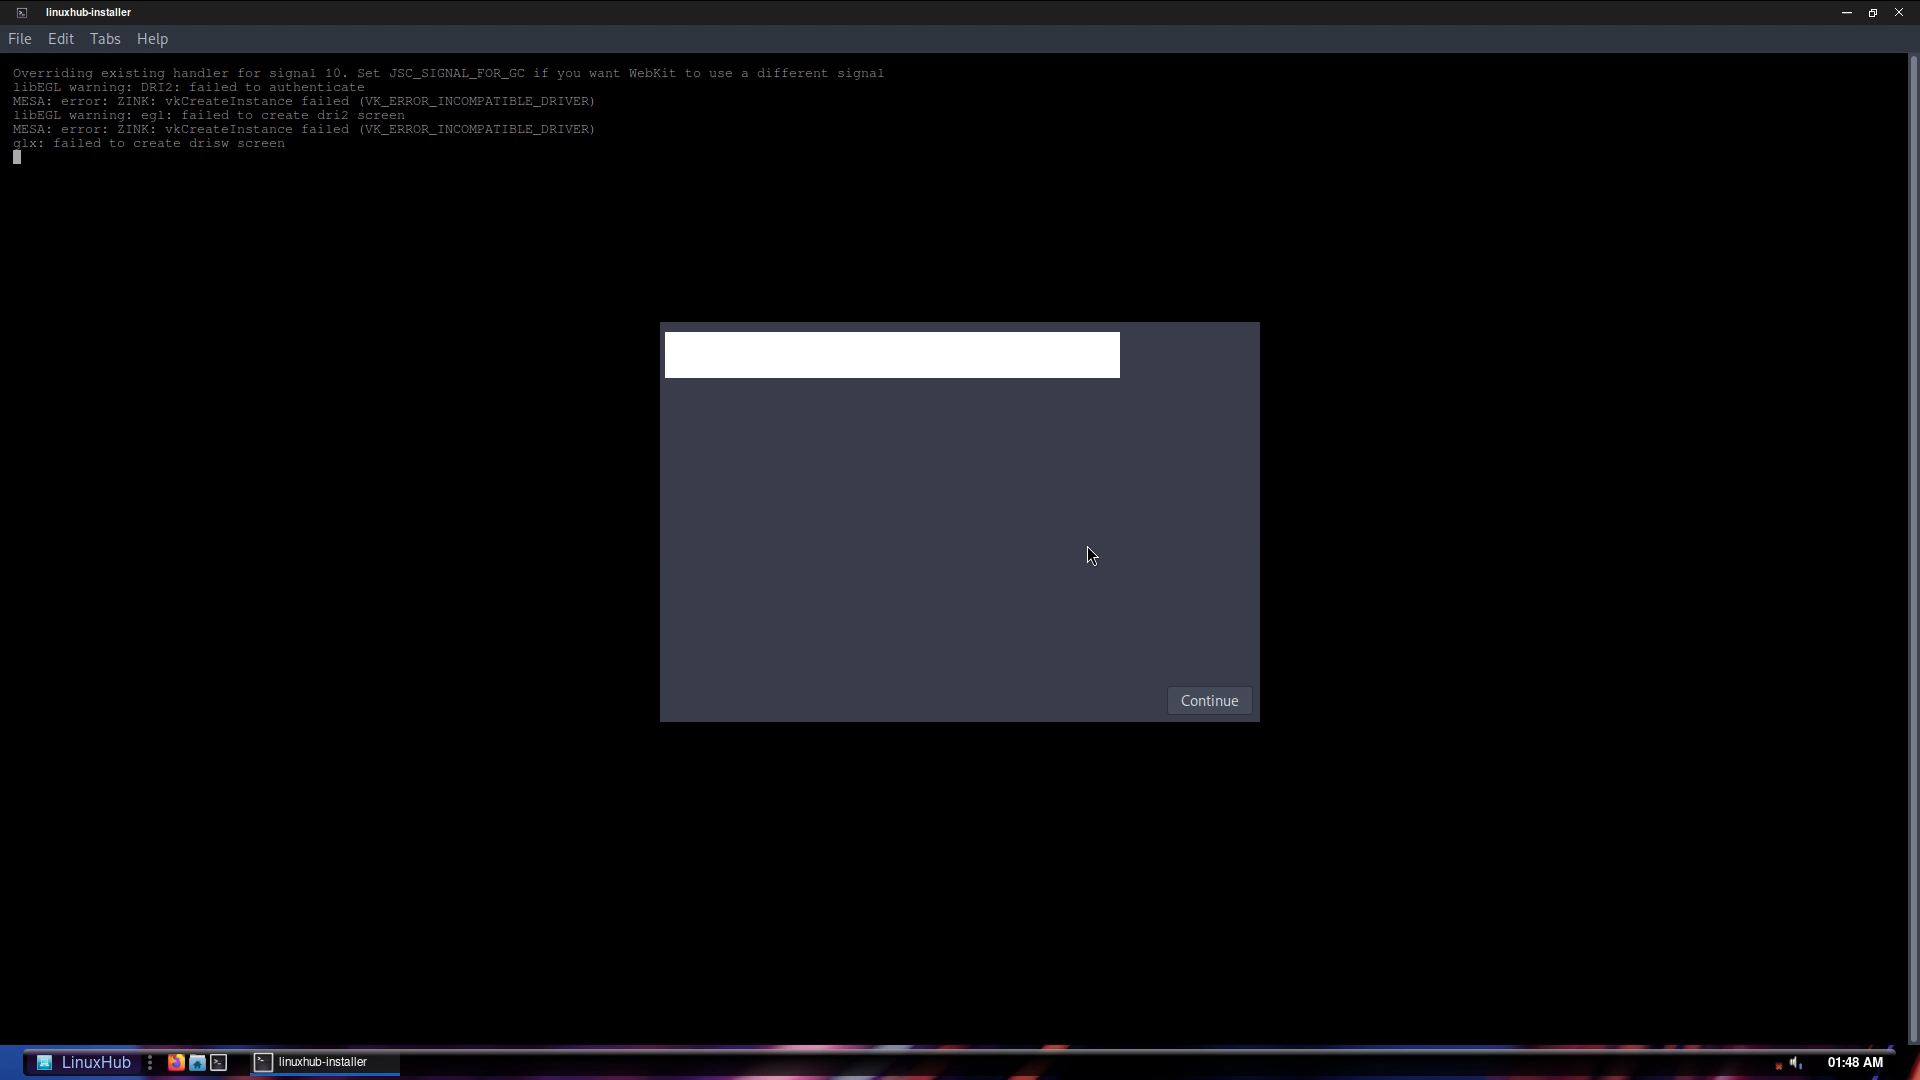 linuxhub-installer
File Edit Tabs Help
Overriding existing handler for signal 10. Set JSC_SIGNAL_FOR_GC if you want WebKit to use a different signal
libEGL warning: DRI2: failed to authenticate
MESA: error: ZINK: vkCreateInstance failed (VK_ERROR_INCOMPATIBLE_DRIVER)
libEGL warning: egl: failed to create dri2 screen
MESA: error: ZINK: vkCreateInstance failed (VK_ERROR_INCOMPATIBLE_DRIVER)
glx: failed to create drisw screen
Continue
LinuxHub linuxhub-installer 01:48 AM